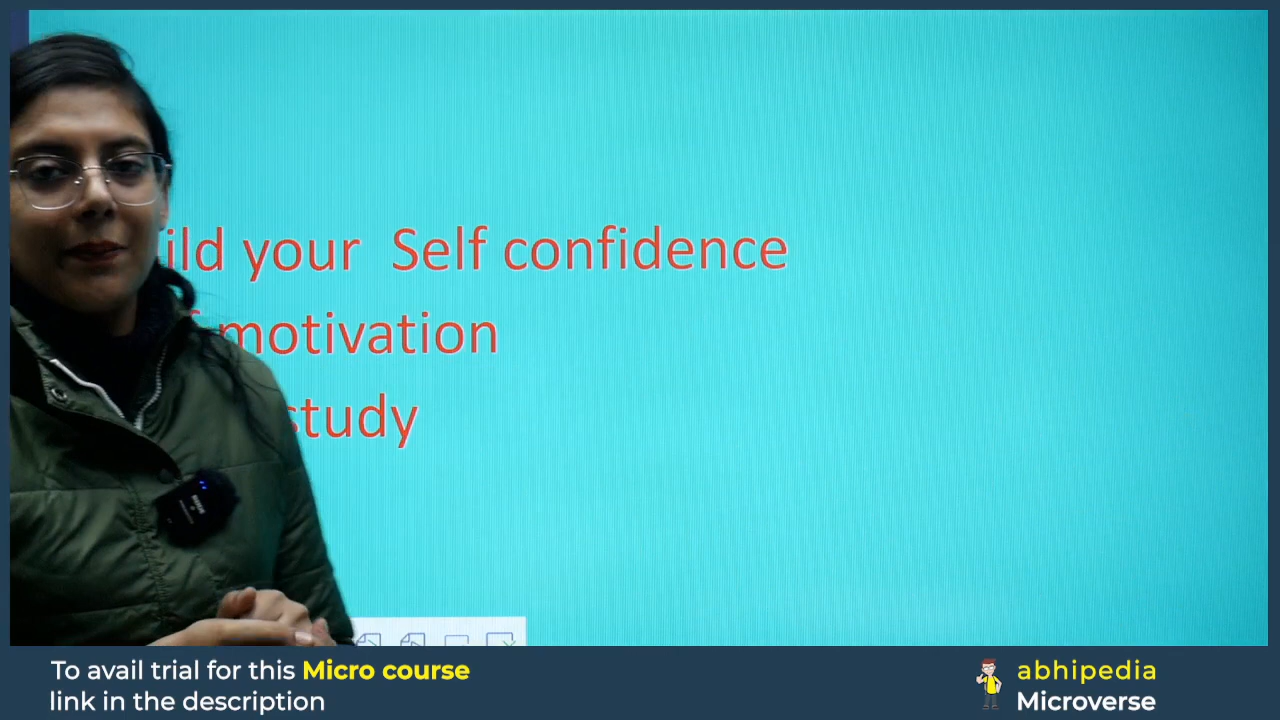 ild your Self confidence
f motivation
study
To avail trial for this Micro course
link in the description
abhipedia
Microverse